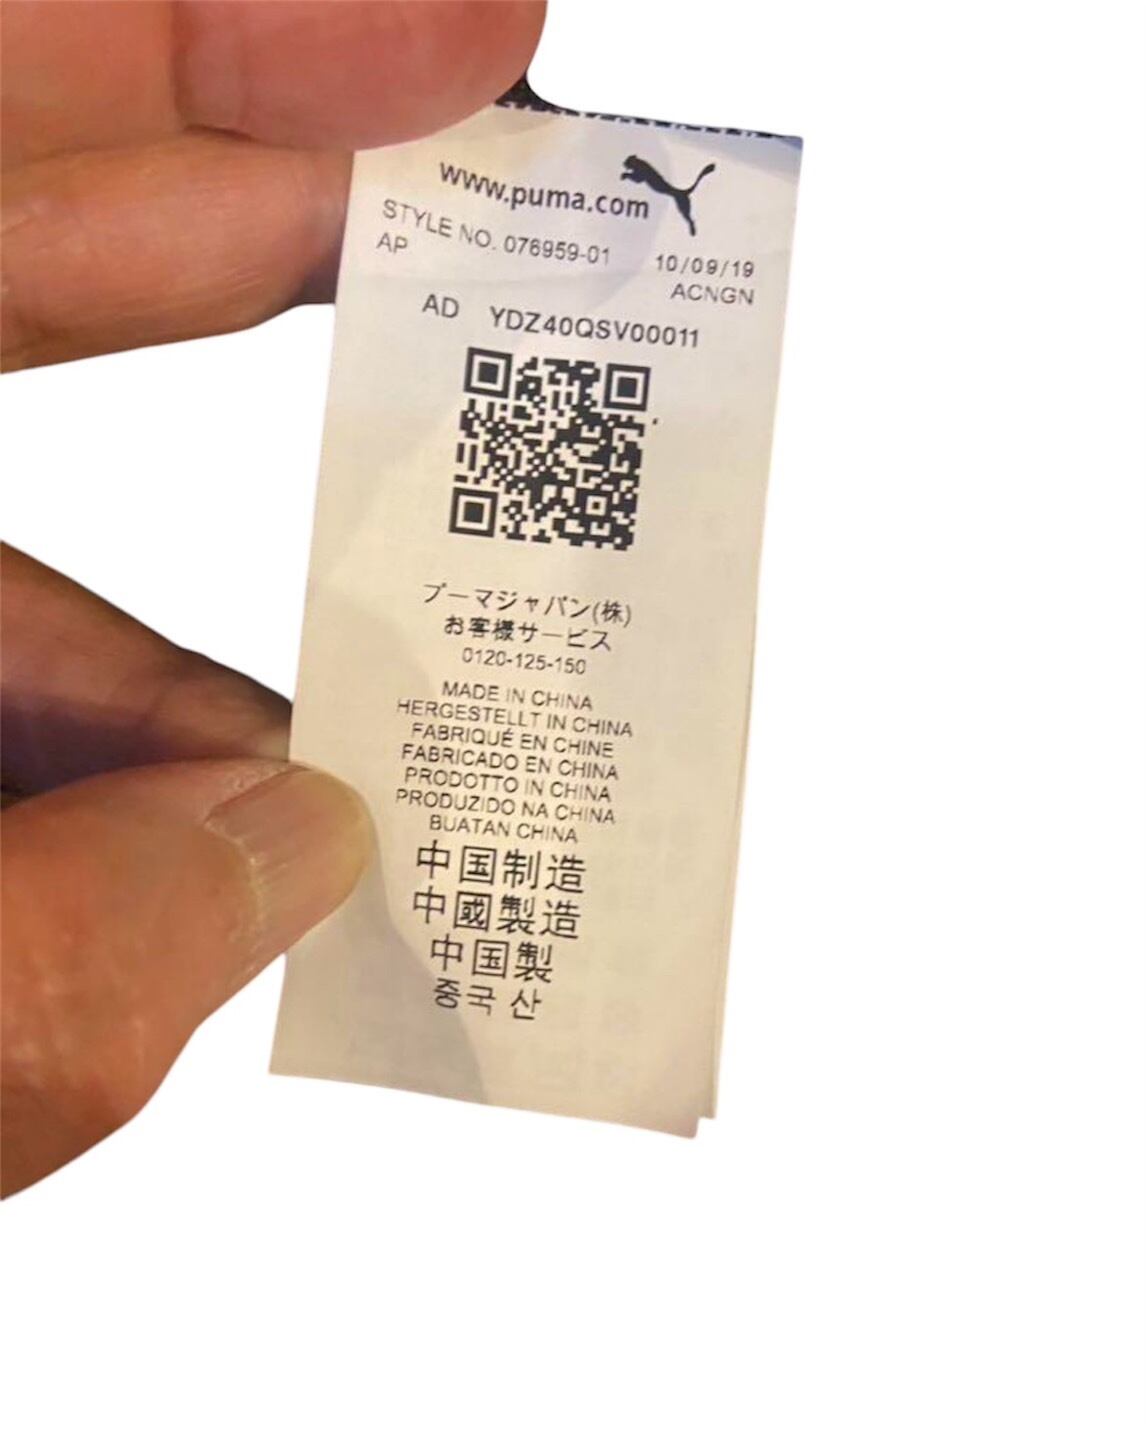 www.puma.com
STYLE NO. 076959-01 10/09/19
AP ACNGN
AD YDZ40QSV00011
プーマジャパン(株)
お客様サービス
0120-125-150
MADE IN CHINA
HERGESTELLT IN CHINA
FABRIQUÉ EN CHINE
FABRICADO EN CHINA
PRODOTTO IN CHINA
PRODUZIDO NA CHINA
BUATAN CHINA
中国制造
中國製造
中国製
중국 산